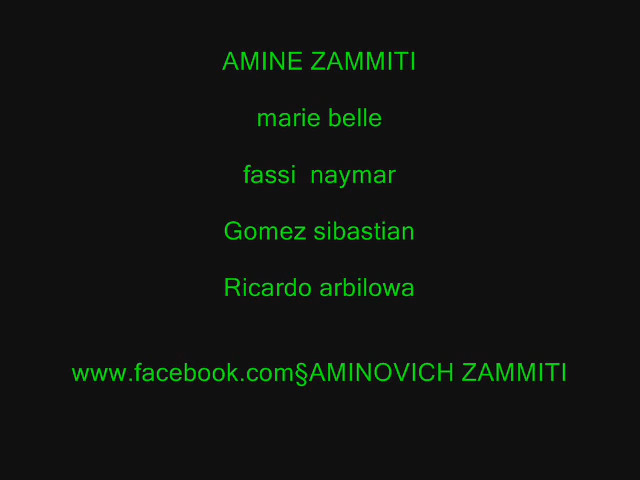 AMINE ZAMMITI
marie belle
fassi  naymar
Gomez sibastian
Ricardo arbilowa
www.facebook.com§AMINOVICH ZAMMITI